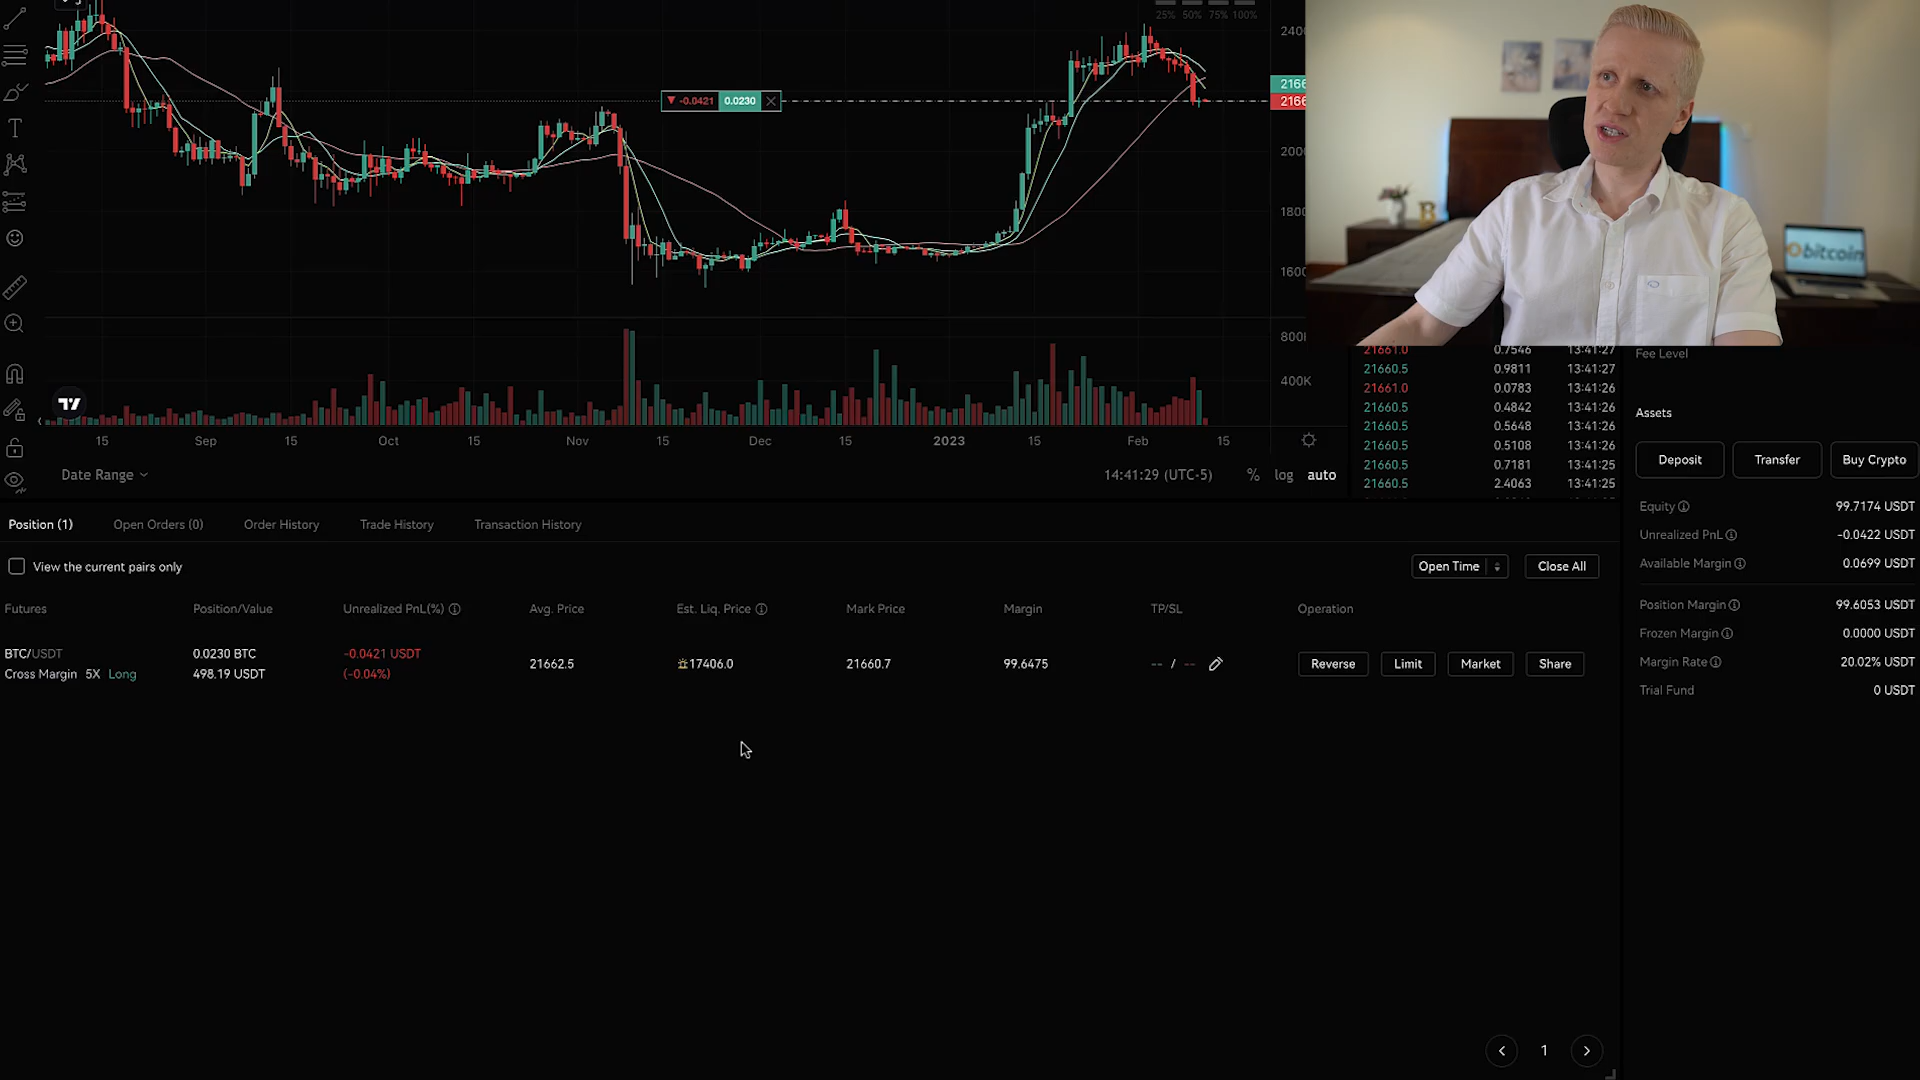 25% 50% 75% 100%
2400
2166
-0.0421 0.0230
2166
2000
1800
1600
bitcoin
800K
400K
15 Sep 15 Oct 15 Nov 15 Dec 15 2023 15 Feb 15
Date Range
14:41:29 (UTC-5) % log auto
21661.0 0.7546 13:41:27
21660.5 0.9811 13:41:27
21661.0 0.0783 13:41:26
21660.5 0.4842 13:41:26
21660.5 0.5648 13:41:26
21660.5 0.5108 13:41:26
21660.5 0.7181 13:41:25
21660.5 2.4063 13:41:25
Fee Level
Assets
Deposit Transfer Buy Crypto
Equity 99.7174 USDT
Unrealized PnL -0.0422 USDT
Available Margin 0.0699 USDT
Position Margin 99.6053 USDT
Frozen Margin 0.0000 USDT
Margin Rate 20.02% USDT
Trial Fund 0 USDT
Position (1) Open Orders (0) Order History Trade History Transaction History
View the current pairs only
Open Time Close All
Futures Position/Value Unrealized PnL(%) Avg. Price Est. Liq. Price Mark Price Margin TP/SL Operation
BTC/USDT 0.0230 BTC -0.0421 USDT
21662.5 17406.0 21660.7 99.6475 -- / -- Reverse Limit Market Share
Cross Margin 5X Long 498.19 USDT (-0.04%)
1